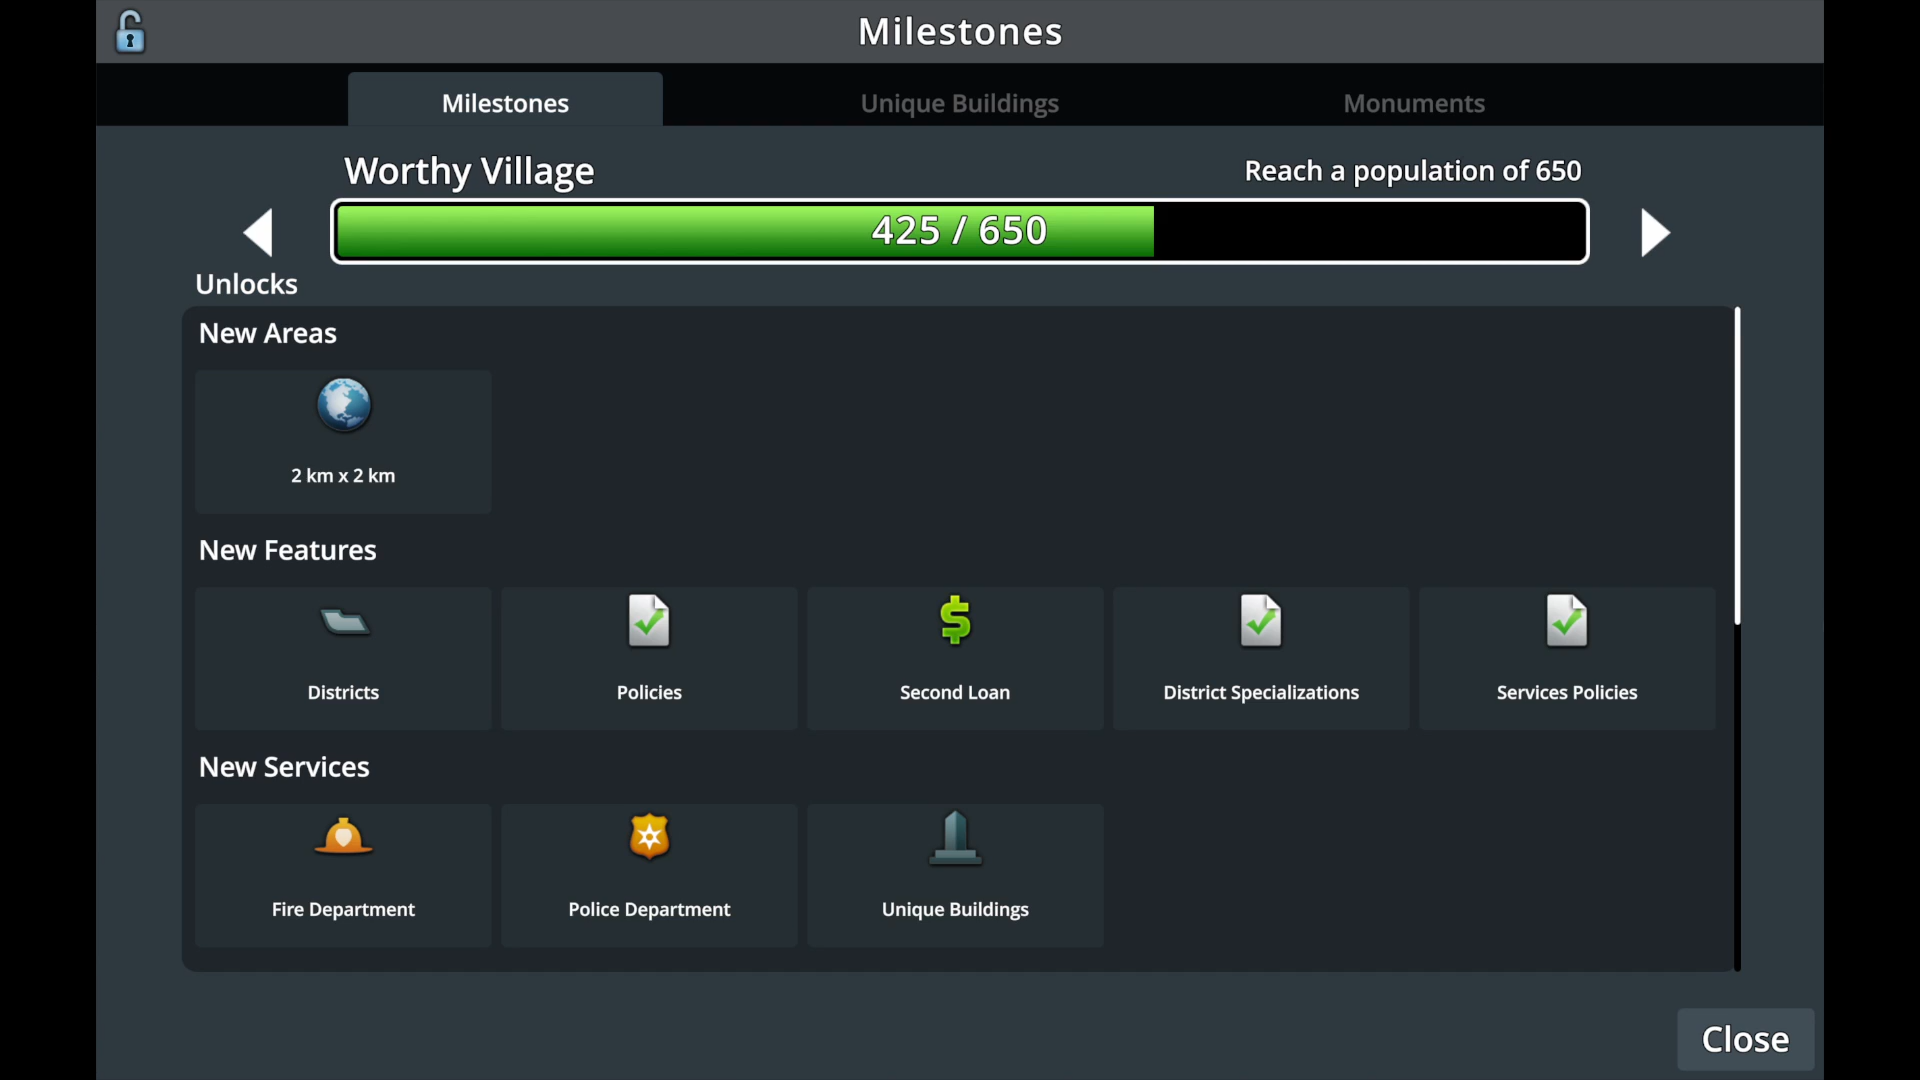 Milestones
Milestones
Unique Buildings
Monuments
Worthy Village
Reach a population of 650
425 / 650
Unlocks
New Areas
2 km x 2 km
New Features
Districts
Policies
Second Loan
District Specializations
Services Policies
New Services
Fire Department
Police Department
Unique Buildings
Close